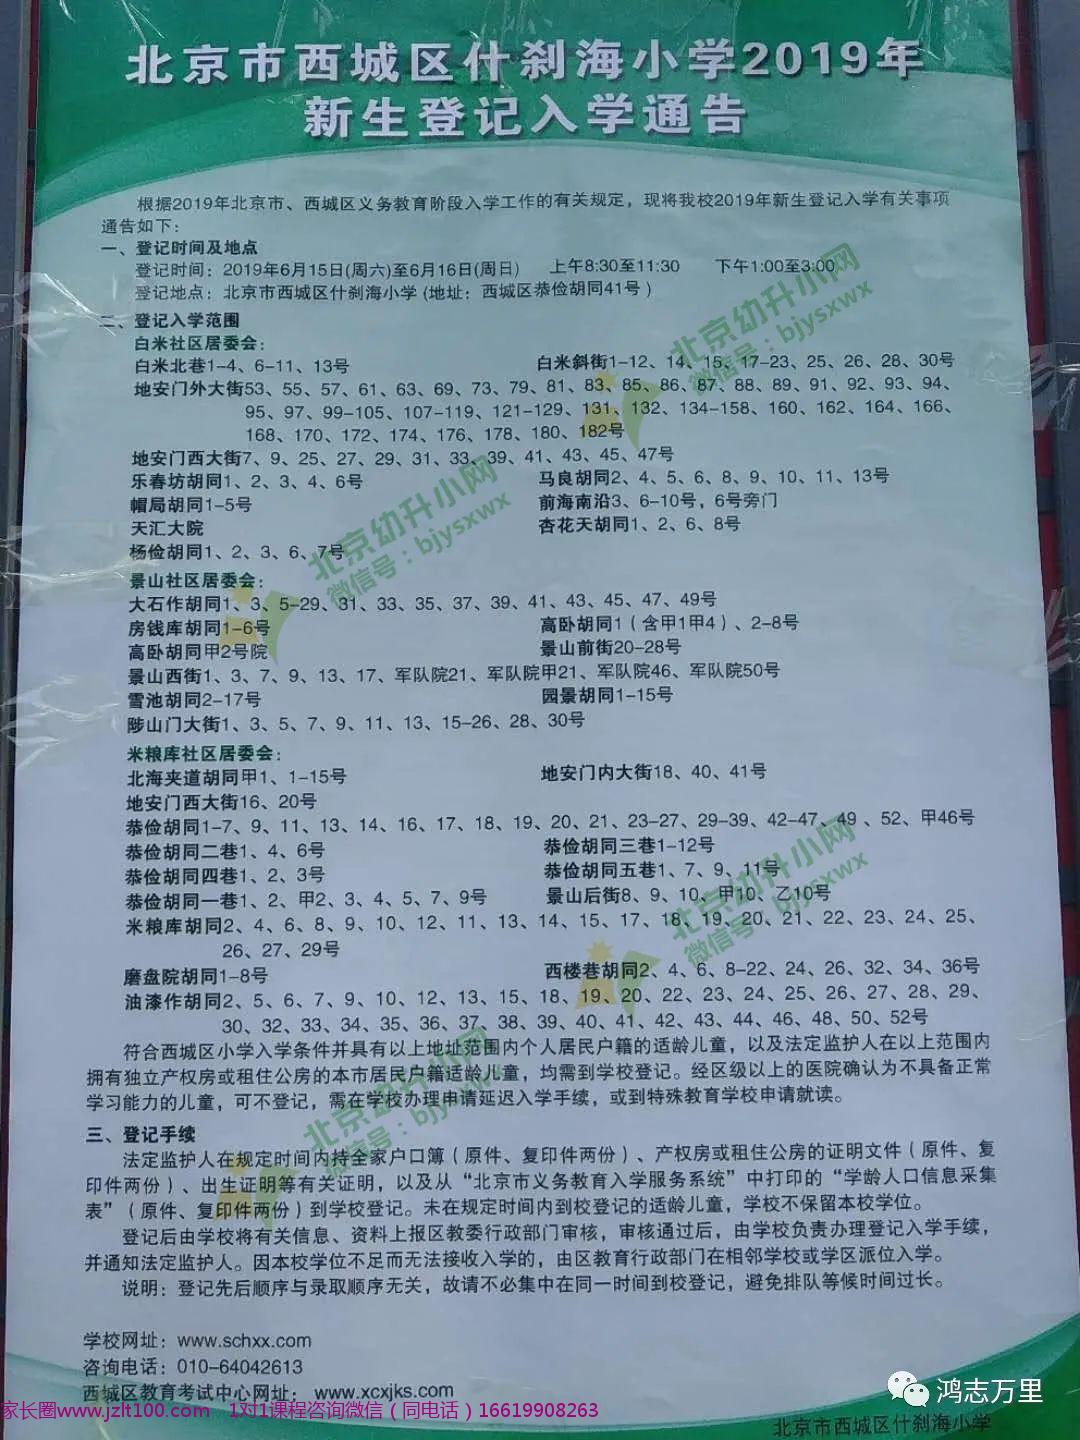 北京市西城区什刹海小学2019年
新生登记入学通告
根据2019年北京市、西城区义务教育阶段入学工作的有关规定，现将我校2019年新生登记入学有关事项
通告如下：
一、登记时间及地点
登记时间：2019年6月15日(周六)至6月16日(周日) 上午8:30至11:30 下午1:00至3:00
登记地点：北京市西城区什刹海小学 (地址：西城区恭俭胡同41号 )
二、登记入学范围
白米社区居委会：
白米北巷1-4、6-11、13号 白米斜街1-12、14、15、17-23、25、26、28、30号
地安门外大街53、55、57、61、63、69、73、79、81、83、85、86、87、88、89、91、92、93、94、
95、97、99-105、107-119、121-129、131、132、134-158、160、162、164、166、
168、170、172、174、176、178、180、182号
地安门西大街7、9、25、27、29、31、33、39、41、43、45、47号
乐春坊胡同1、2、3、4、6号 马良胡同2、4、5、6、8、9、10、11、13号
帽局胡同1-5号 前海南沿3、6-10号，6号旁门
天汇大院 杏花天胡同1、2、6、8号
杨俭胡同1、2、3、6、7号
景山社区居委会：
大石作胡同1、3、5-29、31、33、35、37、39、41、43、45、47、49号
房钱库胡同1-6号 高卧胡同1（含甲1甲4）、2-8号
高卧胡同甲2号院 景山前街20-28号
景山西街1、3、7、9、13、17、军队院21、军队院甲21、军队院46、军队院50号
雪池胡同2-17号 园景胡同1-15号
陟山门大街1、3、5、7、9、11、13、15-26、28、30号
米粮库社区居委会：
北海夹道胡同甲1、1-15号 地安门内大街18、40、41号
地安门西大街16、20号
恭俭胡同1-7、9、11、13、14、16、17、18、19、20、21、23-27、29-39、42-47、49 、52、甲46号
恭俭胡同二巷1、4、6号 恭俭胡同三巷1-12号
恭俭胡同四巷1、2、3号 恭俭胡同五巷1、7、9、11号
恭俭胡同一巷1、2、甲2、3、4、5、7、9号 景山后街8、9、10、甲10、乙10号
米粮库胡同2、4、6、8、9、10、12、11、13、14、15、17、18、19、20、21、22、23、24、25、
26、27、29号
磨盘院胡同1-8号 西楼巷胡同2、4、6、8-22、24、26、32、34、36号
油漆作胡同2、5、6、7、9、10、12、13、15、18、19、20、22、23、24、25、26、27、28、29、
30、32、33、34、35、36、37、38、39、40、41、42、43、44、46、48、50、52号
符合西城区小学入学条件并具有以上地址范围内个人居民户籍的适龄儿童，以及法定监护人在以上范围内
拥有独立产权房或租住公房的本市居民户籍适龄儿童，均需到学校登记。经区级以上的医院确认为不具备正常
学习能力的儿童，可不登记，需在学校办理申请延迟入学手续，或到特殊教育学校申请就读。
三、登记手续
法定监护人在规定时间内持全家户口簿（原件、复印件两份）、产权房或租住公房的证明文件（原件、复
印件两份）、出生证明等有关证明，以及从“北京市义务教育入学服务系统”中打印的“学龄人口信息采集
表”（原件、复印件两份）到学校登记。未在规定时间内到校登记的适龄儿童，学校不保留本校学位。
登记后由学校将有关信息、资料上报区教委行政部门审核，审核通过后，由学校负责办理登记入学手续，
并通知法定监护人。因本校学位不足而无法接收入学的，由区教育行政部门在相邻学校或学区派位入学。
说明：登记先后顺序与录取顺序无关，故请不必集中在同一时间到校登记，避免排队等候时间过长。
学校网址：www.schxx.com
咨询电话：010-64042613
西城区教育考试中心网址： www.xcxjks.com
北京市西城区什刹海小学
家长圈www.jzlt100.com 1对1课程咨询微信（同电话）16619908263
鸿志万里
北京幼升小网
微信号：bjysxwx
北京幼升小网
微信号：bjysxwx
北京幼升小网
微信号：bjysxwx
北京幼升小网
微信号：bjysxwx